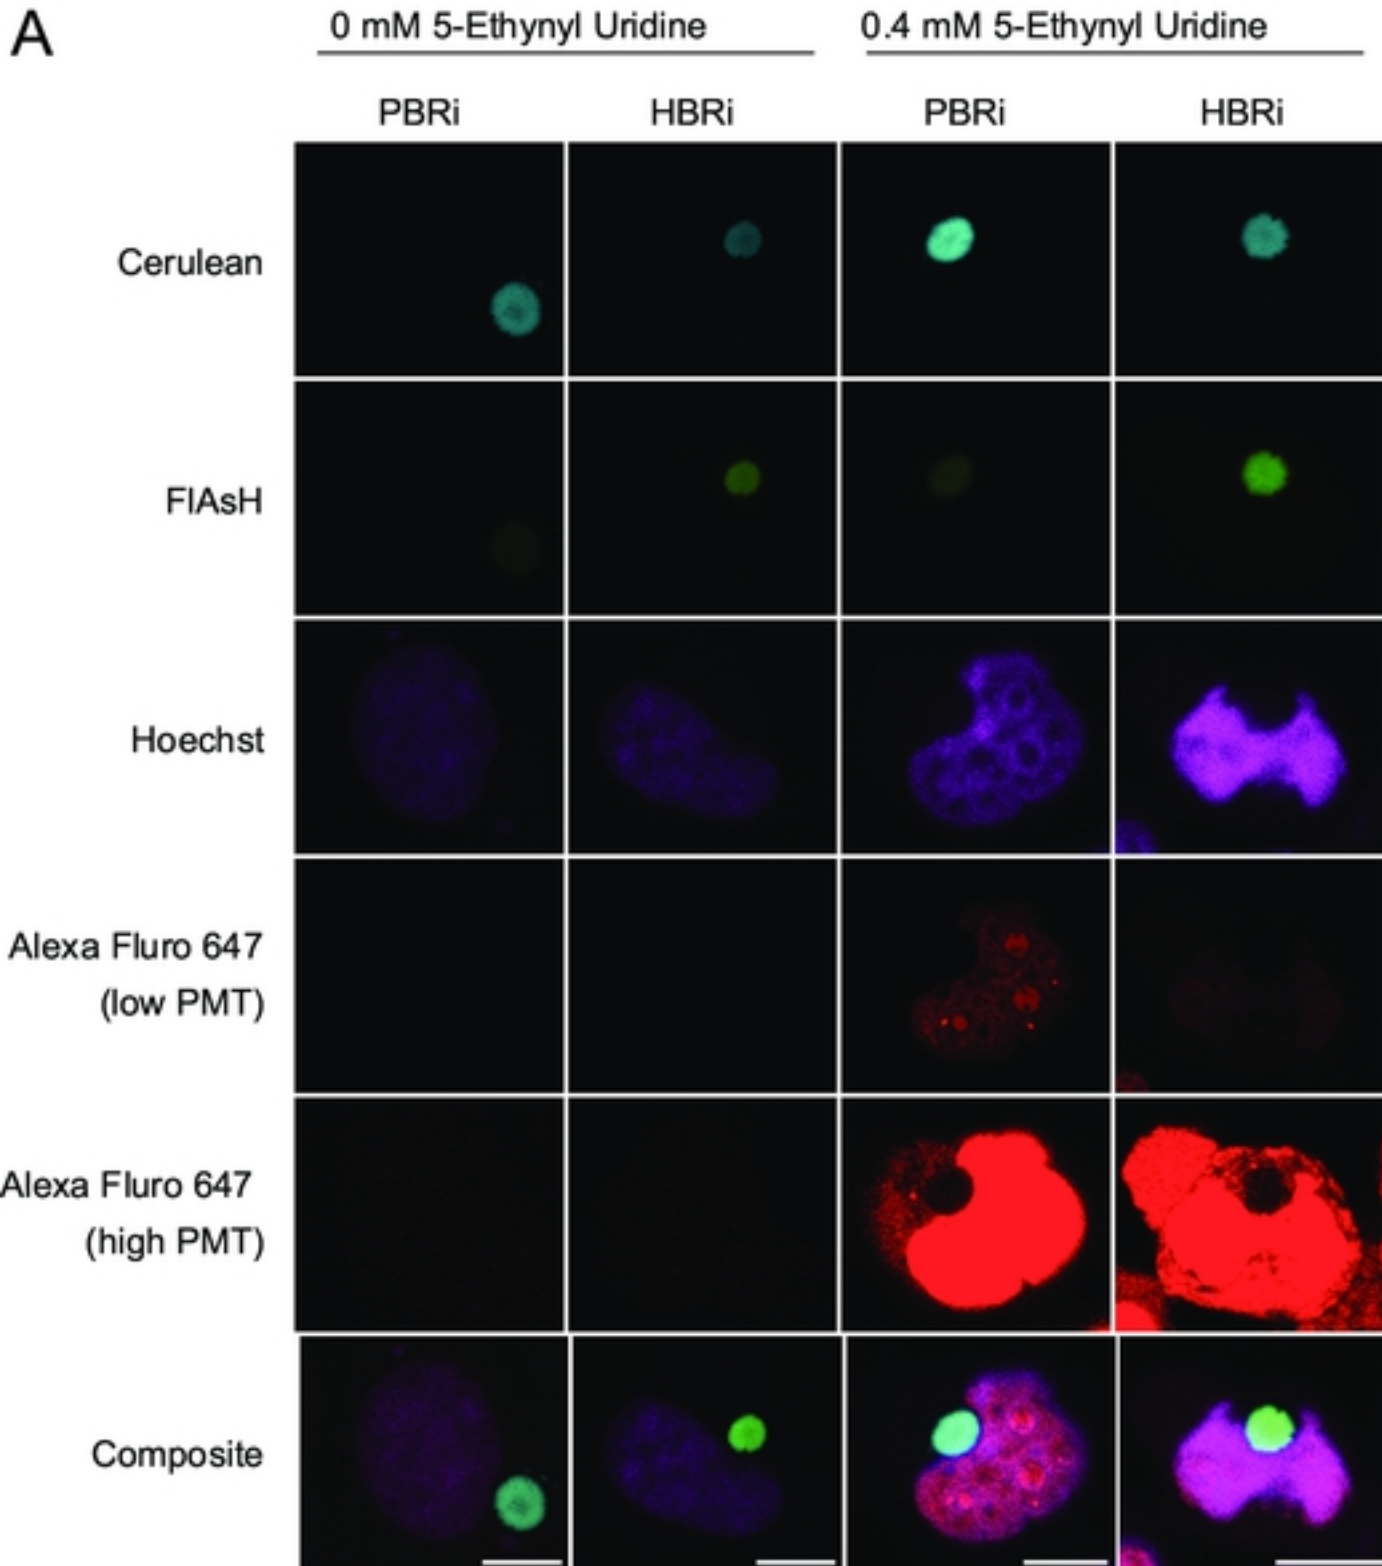 A
0 mM 5-Ethynyl Uridine
0.4 mM 5-Ethynyl Uridine
PBRi
HBRi
PBRi
HBRi
Cerulean
FlAsH
Hoechst
Alexa Fluro 647
(low PMT)
Alexa Fluro 647
(high PMT)
Composite